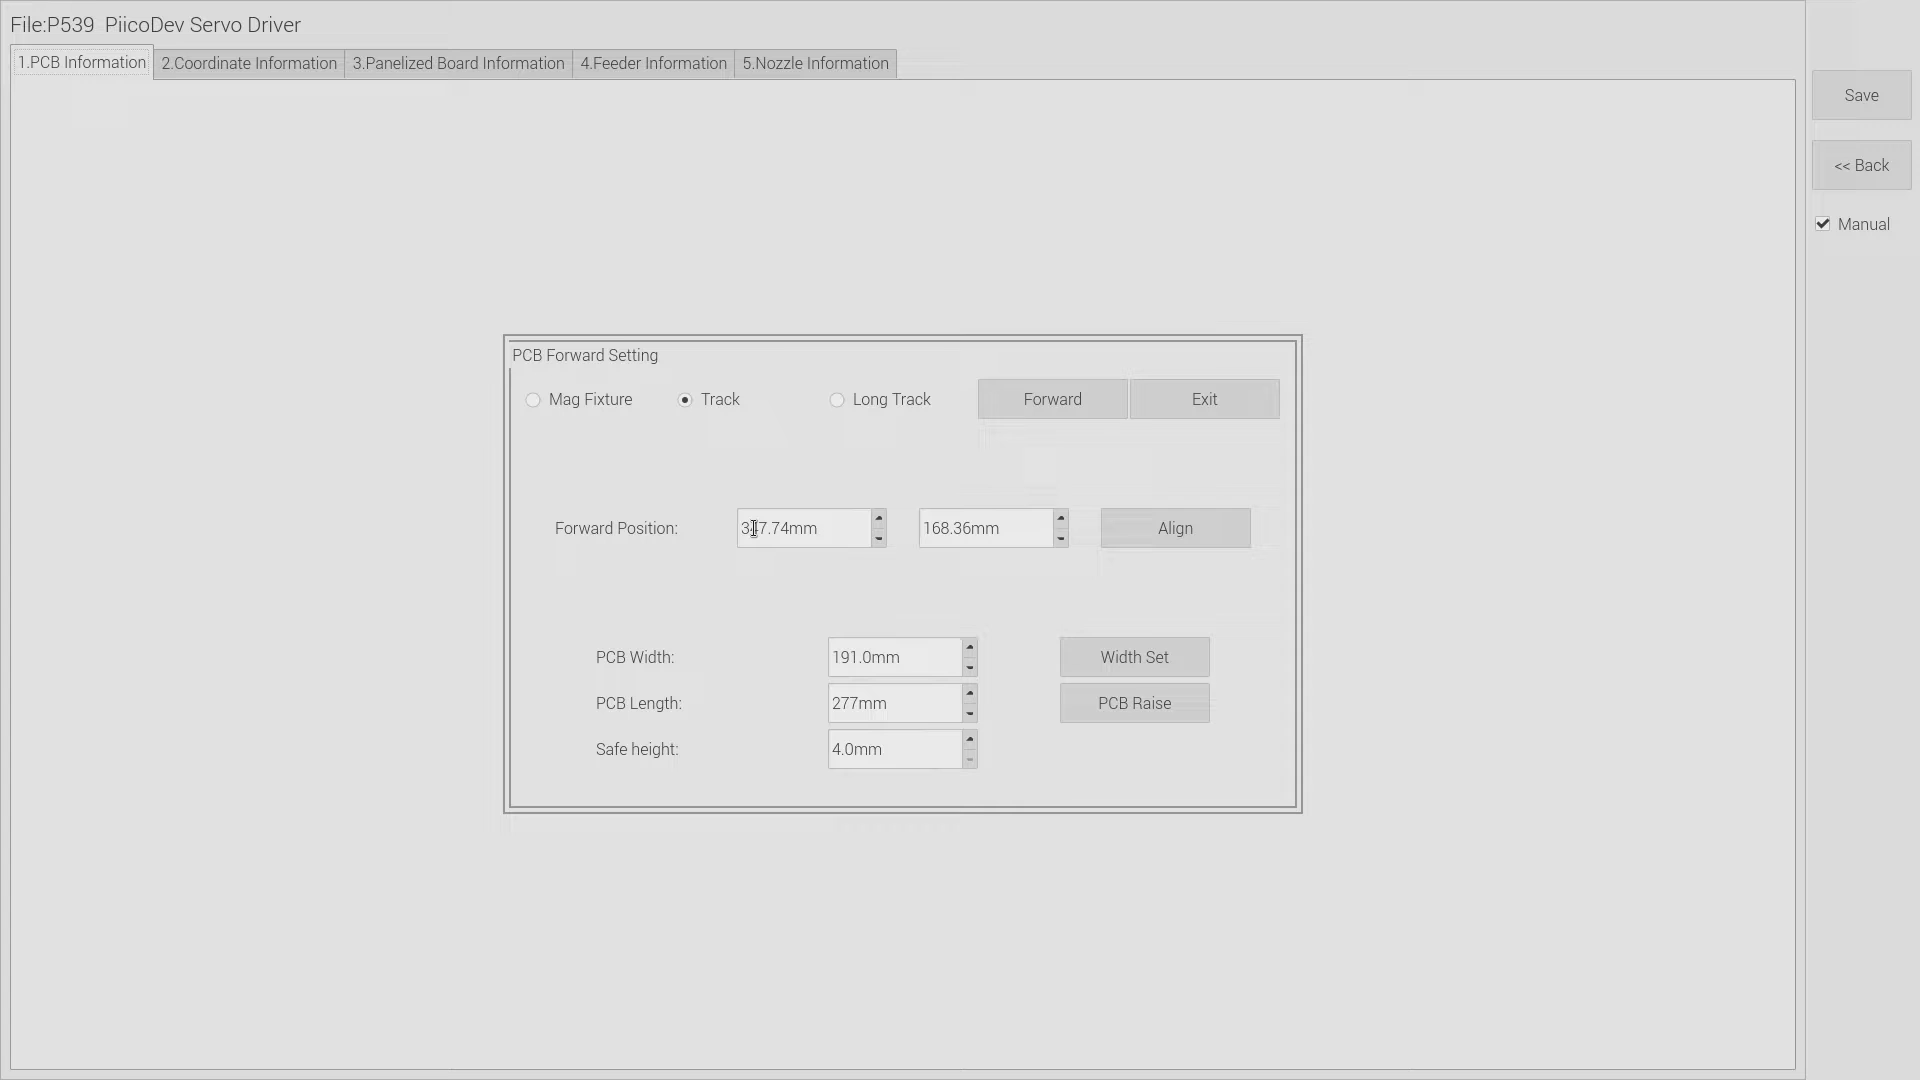 File:P539 PiicoDev Servo Driver
1.PCB Information 2.Coordinate Information 3.Panelized Board Information 4.Feeder Information 5.Nozzle Information
Save
<< Back
Manual
PCB Forward Setting
Mag Fixture Track Long Track Forward Exit
Forward Position: 168.36mm Align
PCB Width: 191.0mm Width Set
PCB Length: 277mm PCB Raise
Safe height: 4.0mm